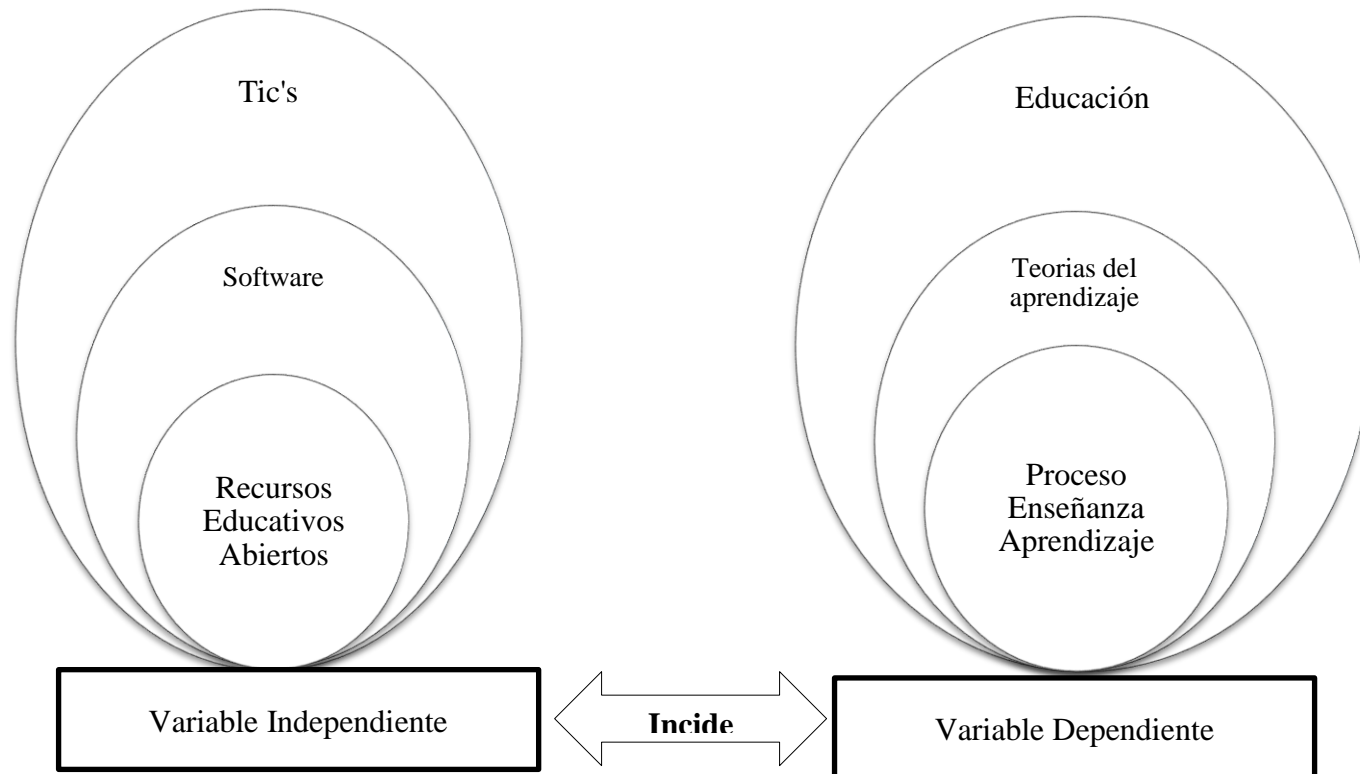 Tic's
Software
Recursos
Educativos
Abiertos
Variable Independiente
Incide
Educación
Teorias del
aprendizaje
Proceso
Enseñanza
Aprendizaje
Variable Dependiente